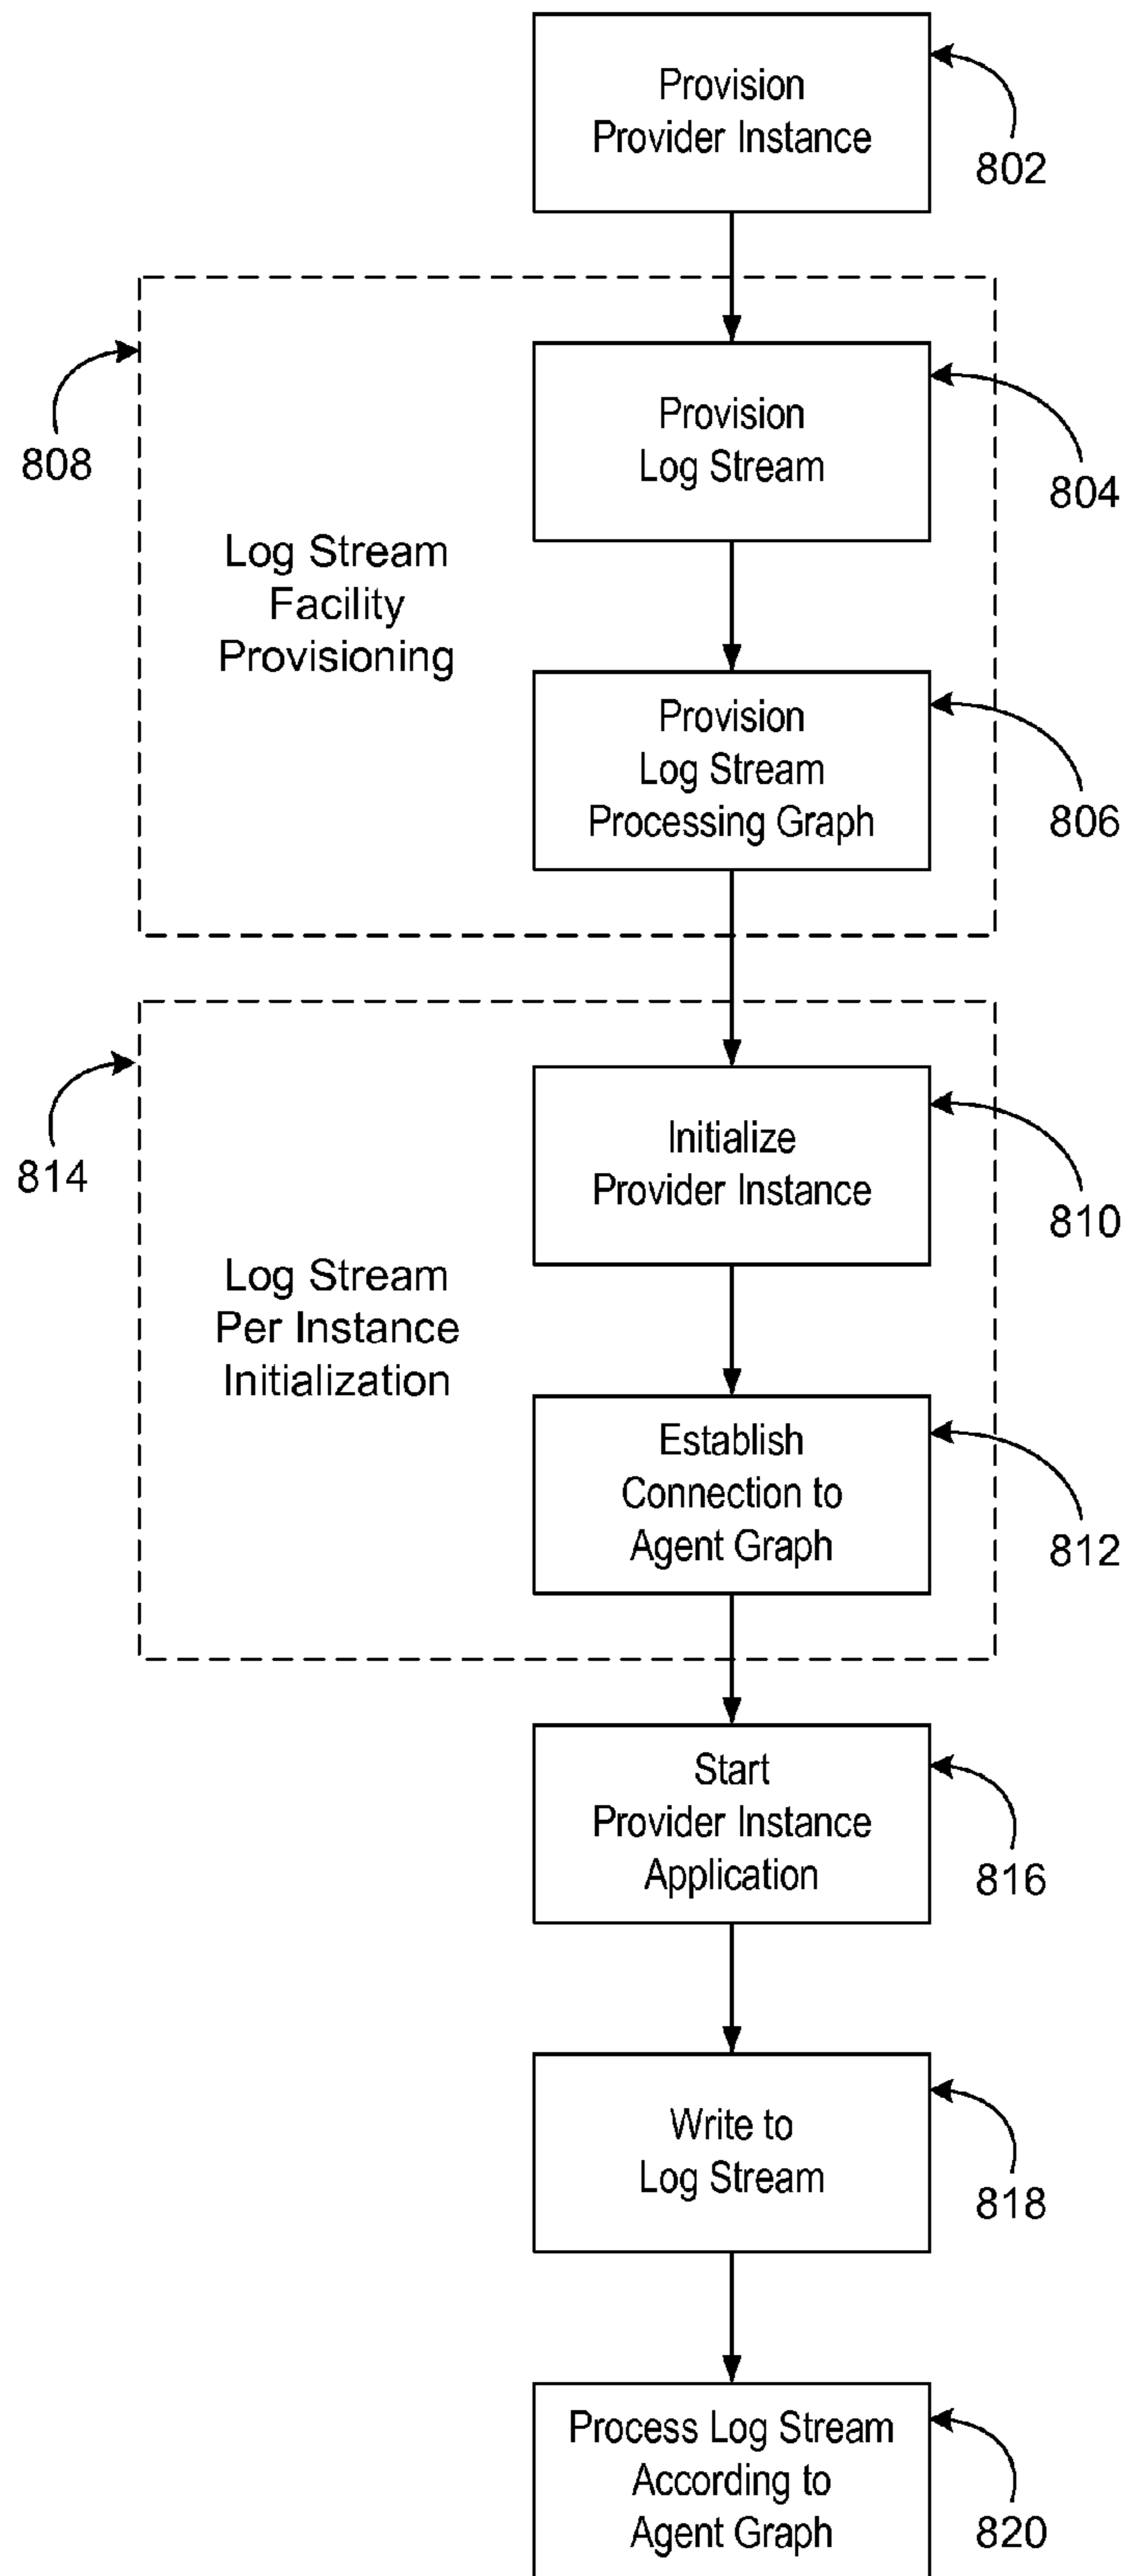 Provision
Provider Instance
802
808
Provision
Log Stream
804
Log Stream
Facility
Provisioning
Provision
Log Stream
Processing Graph
806
814
Initialize
Provider Instance
810
Log Stream
Per Instance
Initialization
Establish
Connection to
Agent Graph
812
Start
Provider Instance
Application
816
Write to
Log Stream
818
Process Log Stream
According to
Agent Graph
820